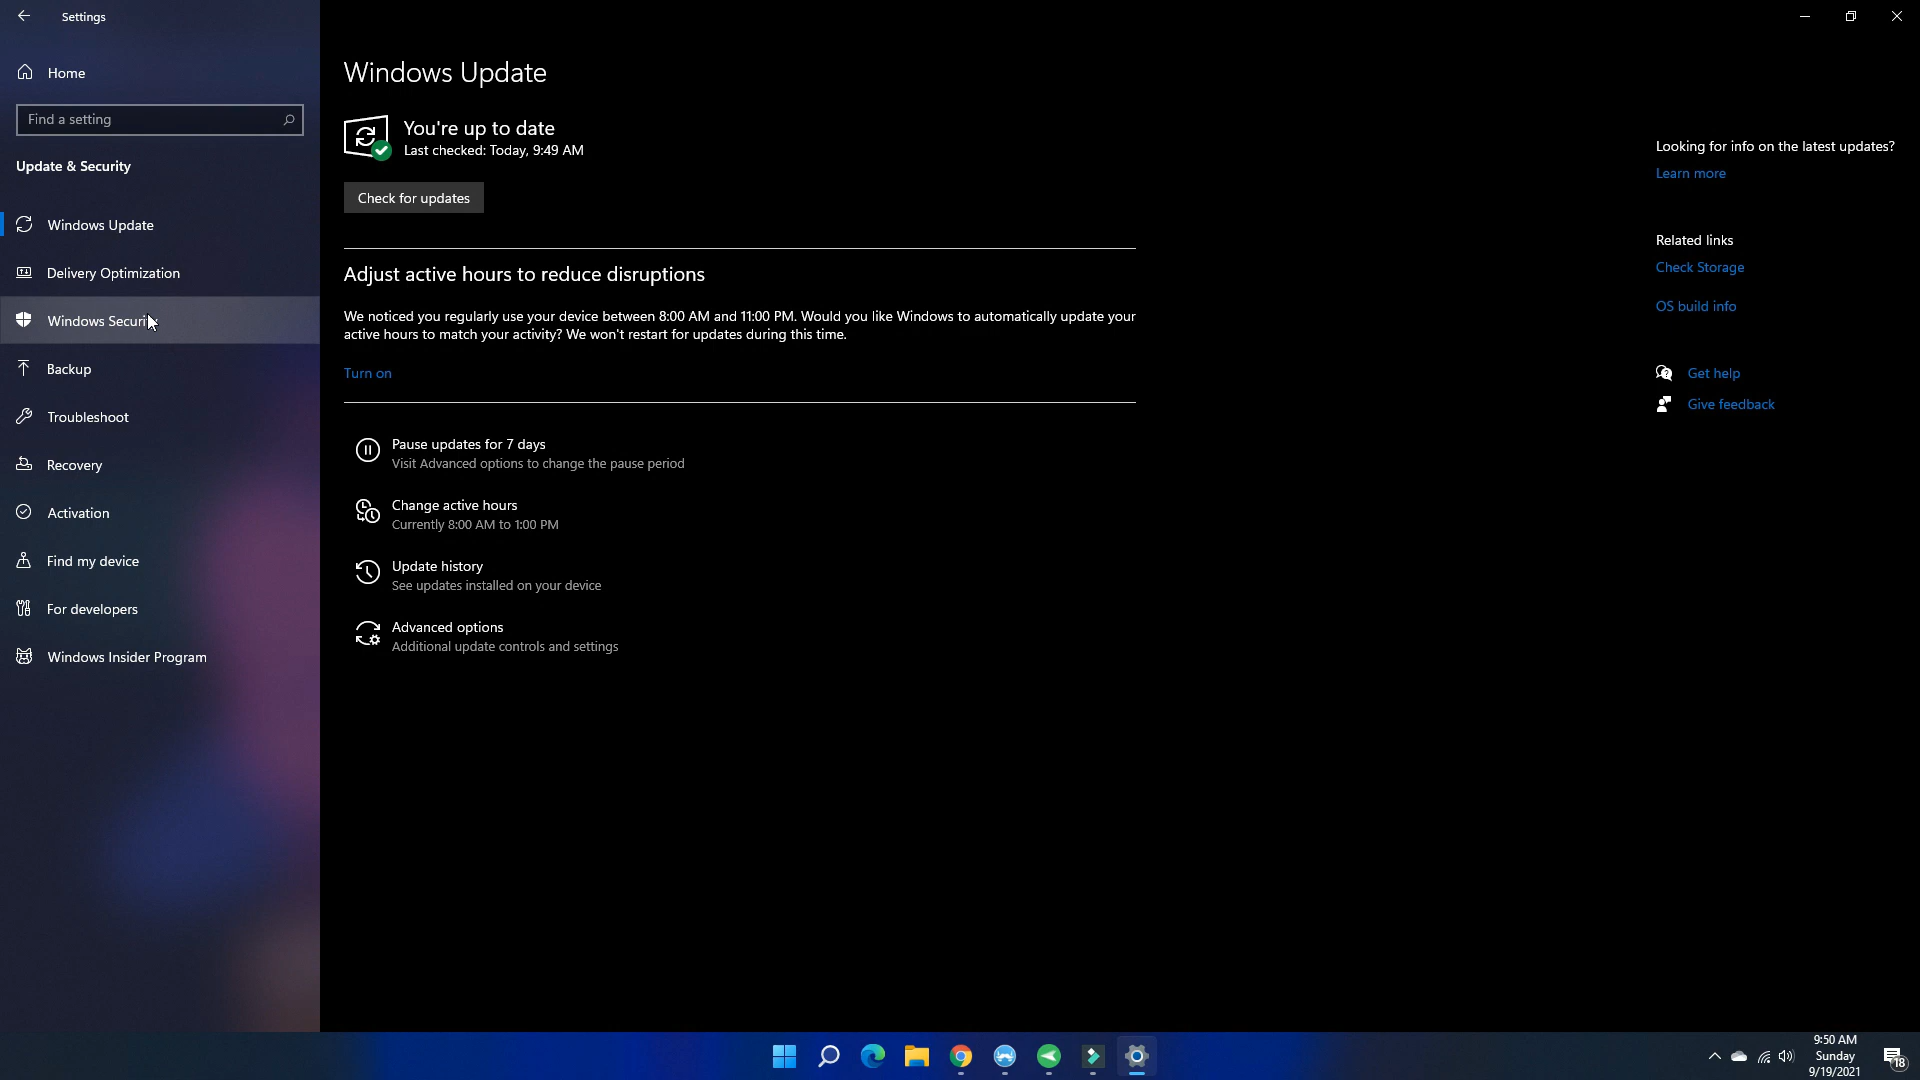 Settings
Home
Find a setting
Update & Security
Windows Update
Delivery Optimization
Windows Security
Backup
Troubleshoot
Recovery
Activation
Find my device
For developers
Windows Insider Program
Windows Update
You're up to date
Last checked: Today, 9:49 AM
Check for updates
Adjust active hours to reduce disruptions
We noticed you regularly use your device between 8:00 AM and 11:00 PM. Would you like Windows to automatically update your
active hours to match your activity? We won't restart for updates during this time.
Turn on
Pause updates for 7 days
Visit Advanced options to change the pause period
Change active hours
Currently 8:00 AM to 1:00 PM
Update history
See updates installed on your device
Advanced options
Additional update controls and settings
Looking for info on the latest updates?
Learn more
Related links
Check Storage
OS build info
Get help
Give feedback
9:50 AM
Sunday
9/19/2021
18